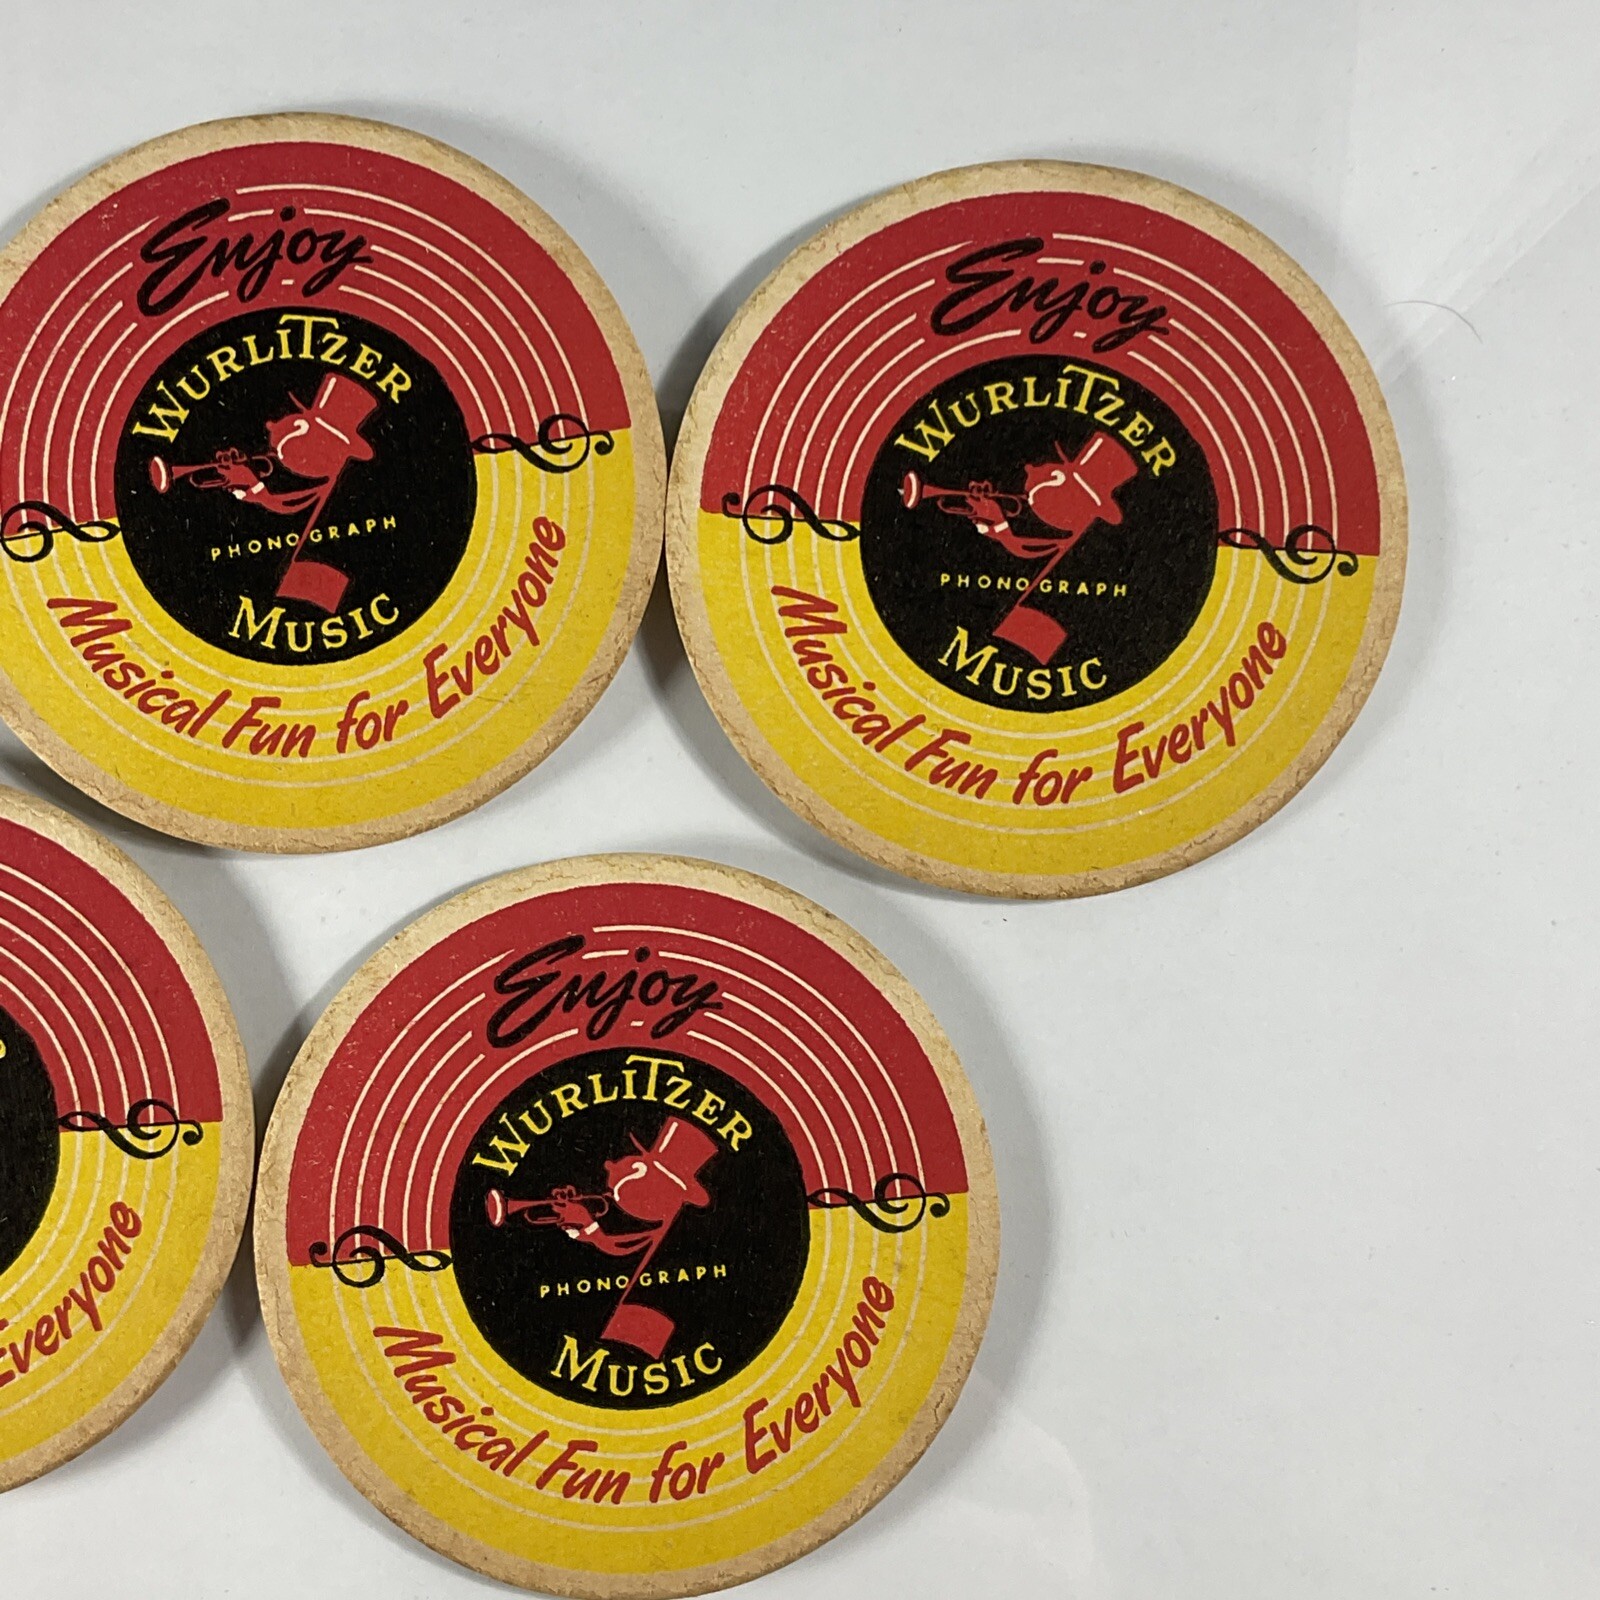 Enjoy
WURLiTZER
PHONOGRAPH
MUSIC
Musical Fun for Everyone
Enjoy
WURLiTZER
PHONOGRAPH
MUSIC
Musical Fun for Everyone
Everyone
Enjoy
WURLiTZER
PHONOGRAPH
MUSIC
Musical Fun for Everyone